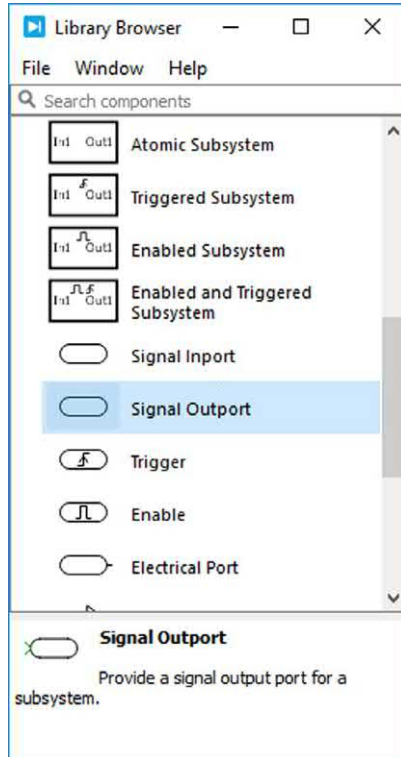 Library Browser
File Window Help
Search components
In1 Out1 Atomic Subsystem
In1 Out1 Triggered Subsystem
In1 Out1 Enabled Subsystem
In1 Out1 Enabled and Triggered
Subsystem
Signal Inport
Signal Outport
Trigger
Enable
Electrical Port
Signal Outport
Provide a signal output port for a
subsystem.